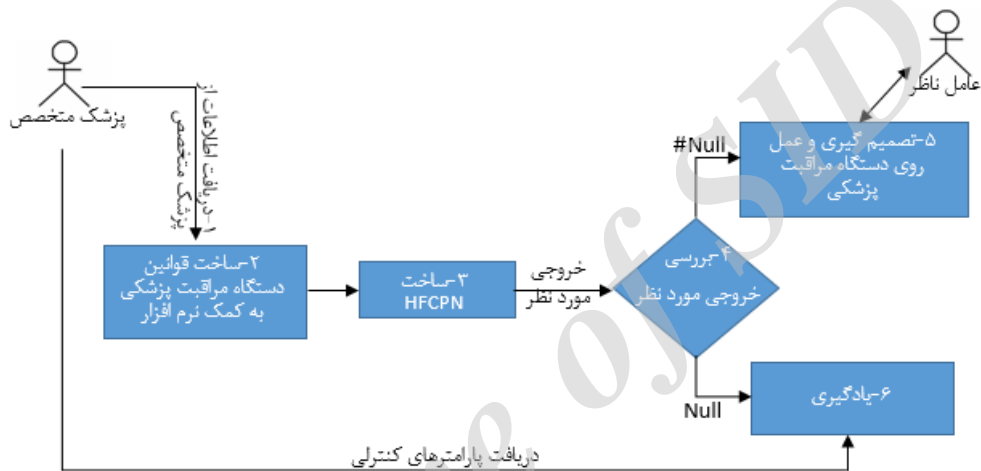 پزشک متخصص
عامل ناظر
۱-دریافت اطلاعات از
پزشک متخصص
۲-ساخت قوانین
دستگاه مراقبت پزشکی
به کمک نرم افزار
۳-ساخت
HFCPN
خروجی
مورد نظر
۴-بررسی
خروجی مورد نظر
#Null
۵-تصمیم گیری و عمل
روی دستگاه مراقبت
پزشکی
Null
۶-یادگیری
دریافت پارامترهای کنترلی
e of SID